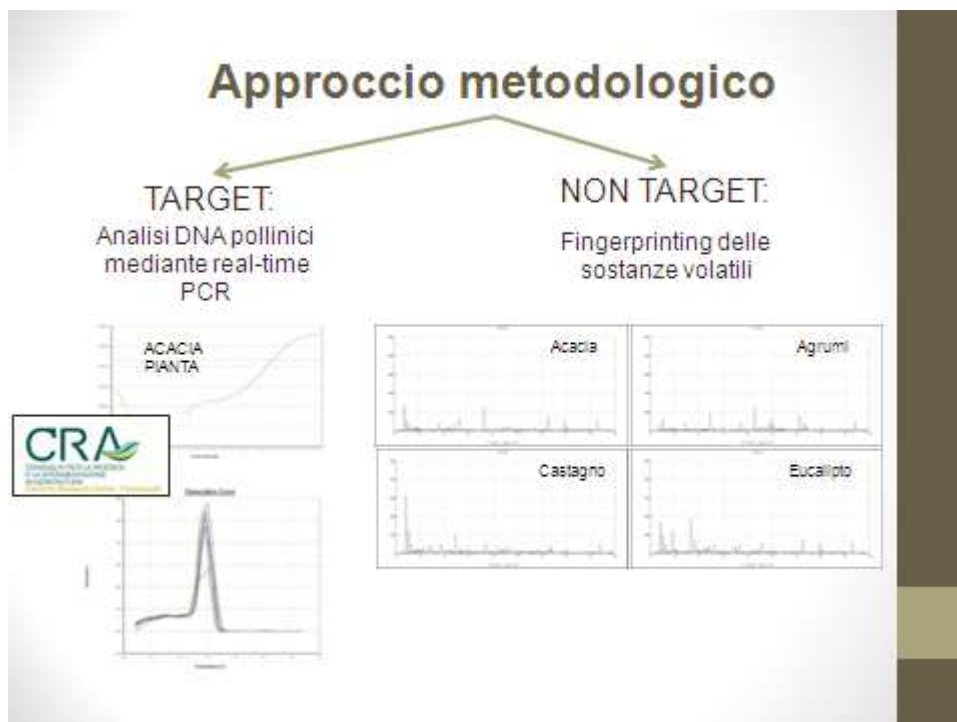 Approccio metodologico
TARGET:
Analisi DNA pollinici
mediante real-time
PCR
NON TARGET:
Fingerprinting delle
sostanze volatili
ACACIA
PIANTA
Acacia
Agrumi
Castagno
Eucalipto
CRA